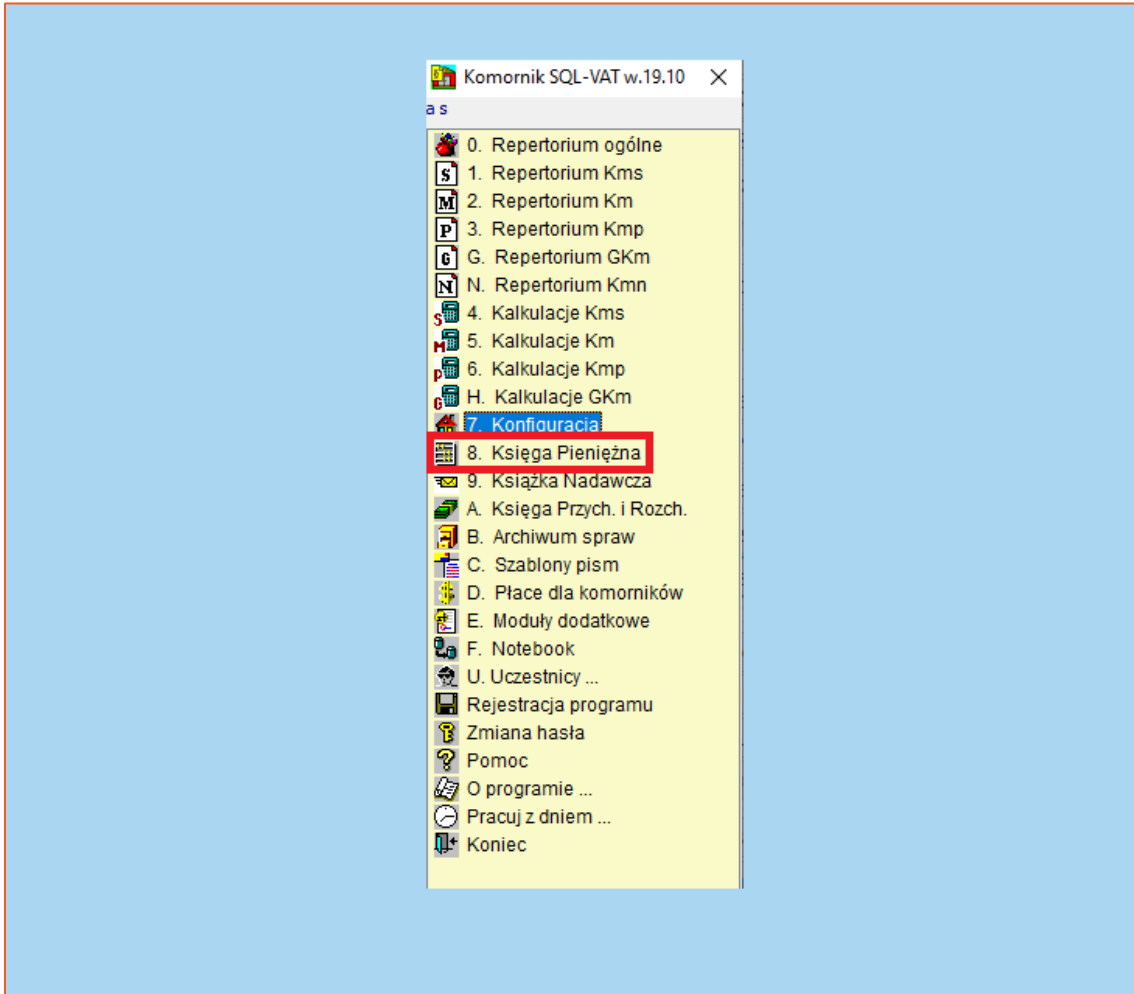 Komornik SQL-VAT w.19.10
a s
0. Repertorium ogólne
1. Repertorium Kms
2. Repertorium Km
3. Repertorium Kmp
G. Repertorium GKm
N. Repertorium Kmn
4. Kalkulacje Kms
5. Kalkulacje Km
6. Kalkulacje Kmp
H. Kalkulacje GKm
7. Konfiguracja
8. Księga Pieniężna
9. Książka Nadawcza
A. Księga Przych. i Rozch.
B. Archiwum spraw
C. Szablony pism
D. Płace dla komorników
E. Moduły dodatkowe
F. Notebook
U. Uczestnicy ...
Rejestracja programu
Zmiana hasła
Pomoc
O programie ...
Pracuj z dniem ...
Koniec